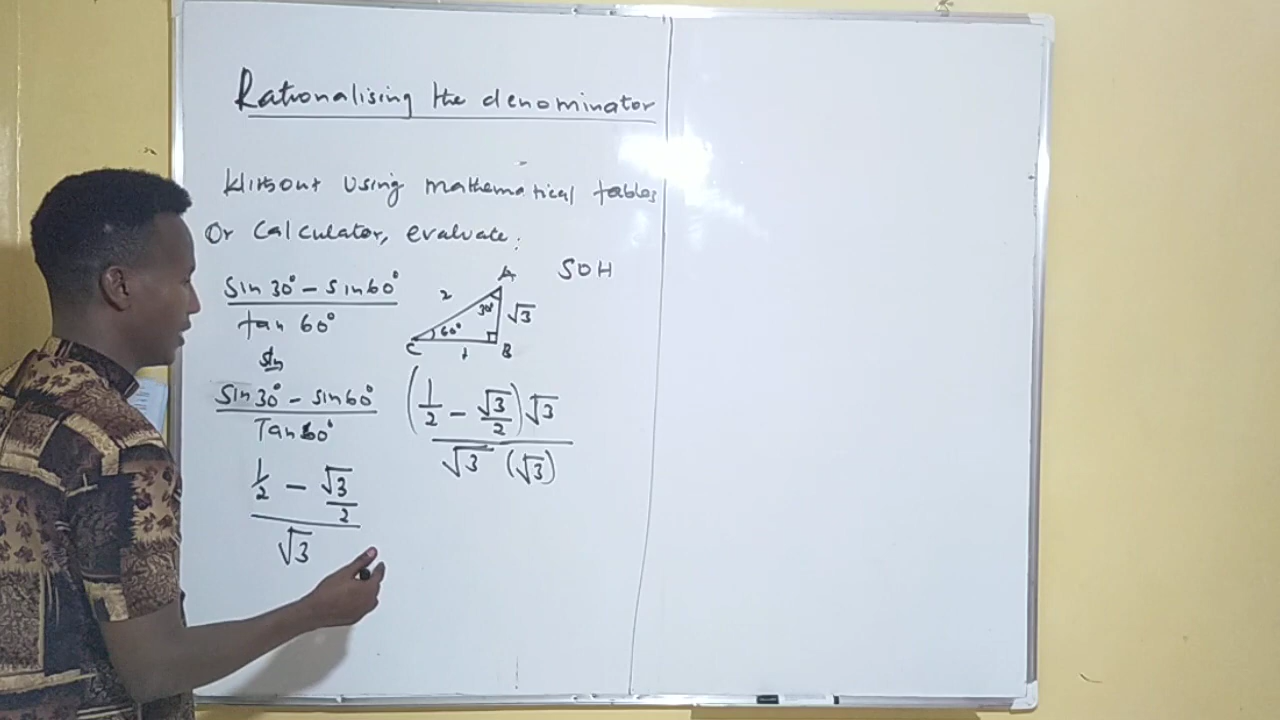 Rationalising the denominator
Without using mathematical tables
Or Calculator, evaluate:
SOH
Sin 30° - Sin 60°
tan 60°
A
2
30°
√3
60°
C
1
B
Sin
Sin 30° - sin 60°
Tan 60°
(1/2 - √3/2) √3
√3 (√3)
1/2 - √3/2
√3